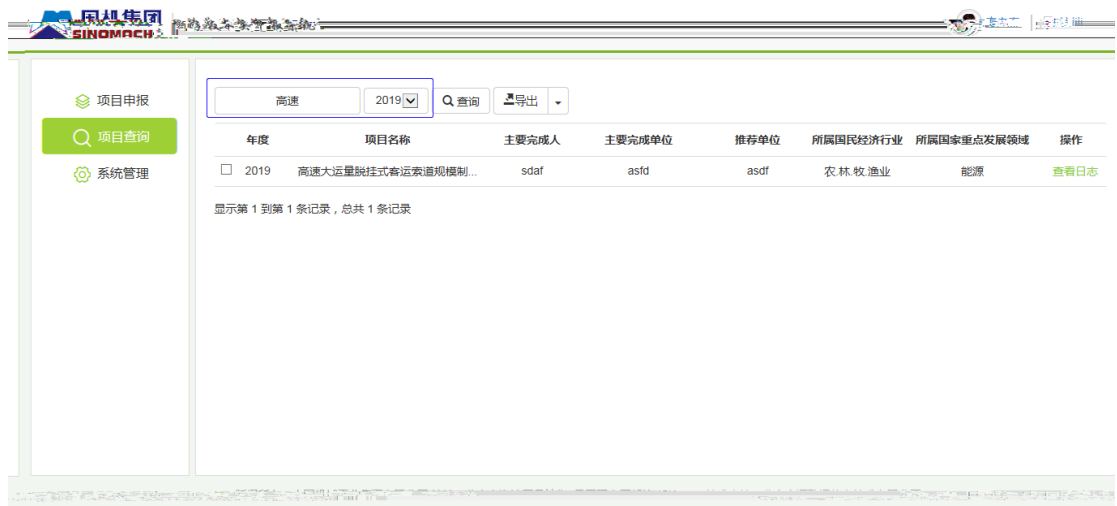 国机集团
SINOMACH
项目申报
项目查询
系统管理
高速 2019 查询 导出
年度 项目名称 主要完成人 主要完成单位 推荐单位 所属国民经济行业 所属国家重点发展领域 操作
2019 高速大运量脱挂式客运索道规模制... sdaf asfd asdf 农.林.牧.渔业 能源 查看日志
显示第 1 到第 1 条记录，总共 1 条记录